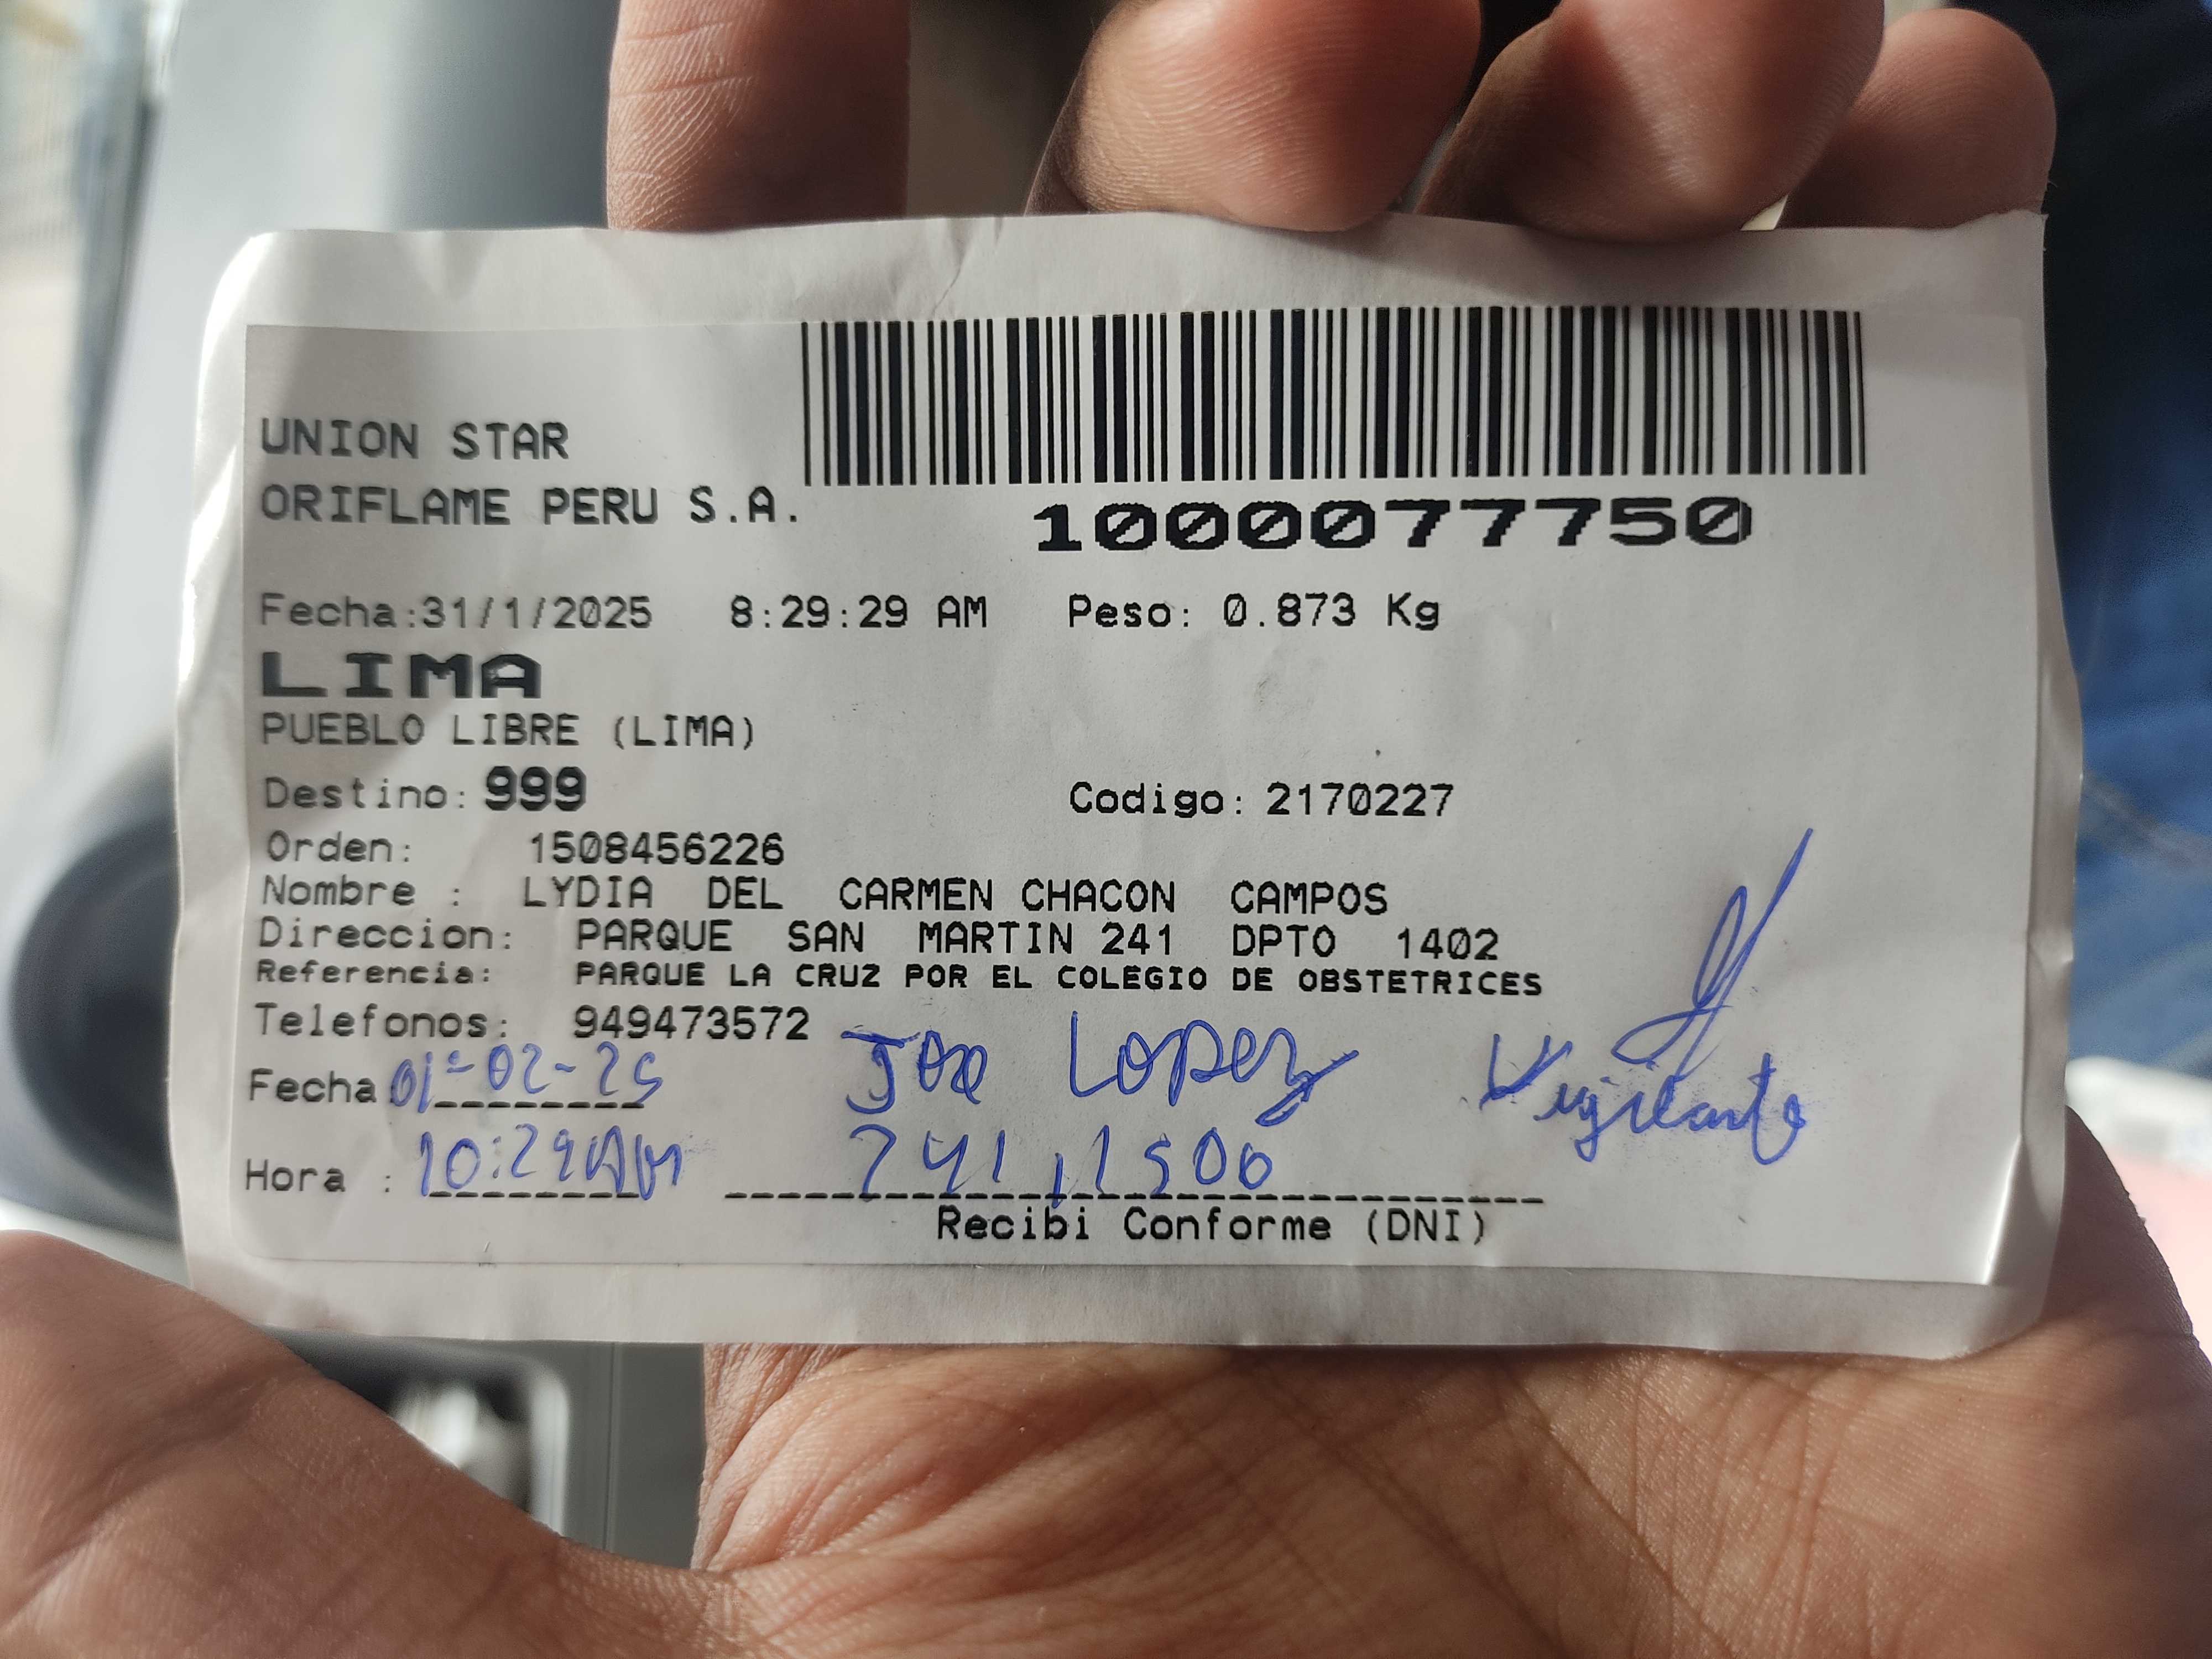 UNION STAR
ORIFLAME PERU S.A.
1000077750
Fecha:31/1/2025 8:29:29 AM Peso: 0.873 Kg
LIMA
PUEBLO LIBRE (LIMA)
Destino: 999 Codigo: 2170227
Orden: 1508456226
Nombre : LYDIA DEL CARMEN CHACON CAMPOS
Direccion: PARQUE SAN MARTIN 241 DPTO 1402
Referencia: PARQUE LA CRUZ POR EL COLEGIO DE OBSTETRICES
Telefonos: 949473572
Fecha 01-02-25 Lopez Vigilante
Hora : 10:29AM
Recibi Conforme (DNI)